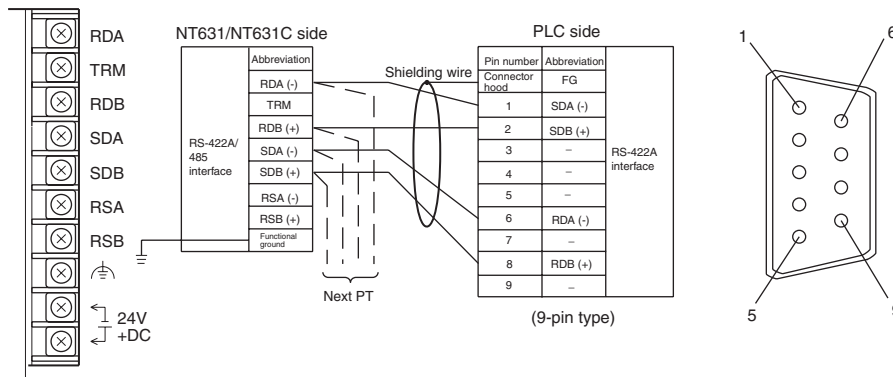 RDA
TRM
RDB
SDA
SDB
RSA
RSB
24V
+DC
NT631/NT631C side
Abbreviation
RS-422A/
485
interface
RDA (-)
TRM
RDB (+)
SDA (-)
SDB (+)
RSA (-)
RSB (+)
Functional
ground
Shielding wire
Next PT
PLC side
Pin number Abbreviation
Connector
hood FG
1 SDA (-)
2 SDB (+)
3 –
4 –
5 –
6 RDA (-)
7 –
8 RDB (+)
9 –
RS-422A
interface
(9-pin type)
1
6
5